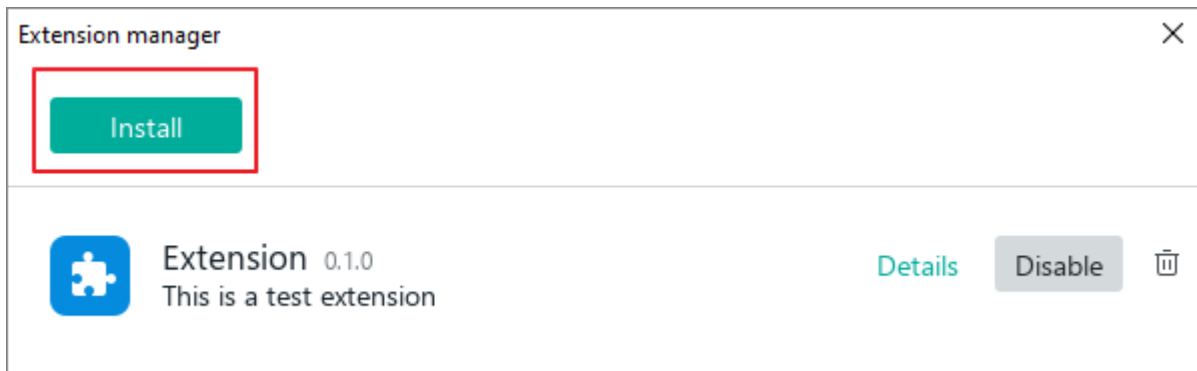 Extension manager
Install
Extension 0.1.0
Details
Disable
This is a test extension